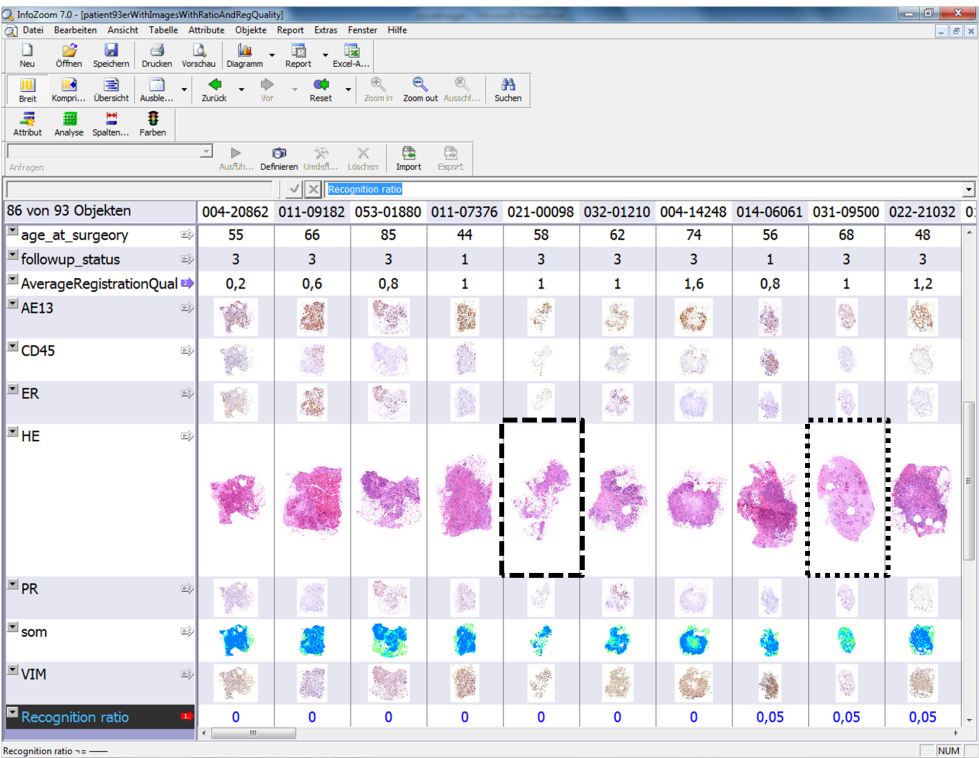 InfoZoom 7.0 - [patient93erWithImagesWithRatioAndRegQuality]
Datei Bearbeiten Ansicht Tabelle Attribute Objekte Report Extras Fenster Hilfe
Neu Öffnen Speichern Drucken Vorschau Diagramm Report Excel-A...
Breit Kompri... Übersicht Ausble... Zurück Vor Reset Zoom in Zoom out Ausschl... Suchen
Attribut Analyse Spalten... Farben
Anfragen Ausfüh... Definieren Umdefi... Löschen Import Export
Recognition ratio
86 von 93 Objekten 004-20862 011-09182 053-01880 011-07376 021-00098 032-01210 004-14248 014-06061 031-09500 022-21032
age_at_surgeory 55 66 85 44 58 62 74 56 68 48
followup_status 3 3 3 1 3 3 3 1 3 3
AverageRegistrationQual 2 0,2 0,6 0,8 1 1 1 1,6 0,8 1 1,2
AE13
CD45
ER
HE
PR
som
VIM
Recognition ratio 1 0 0 0 0 0 0 0 0,05 0,05 0,05
Recognition ratio ¬= ——
NUM